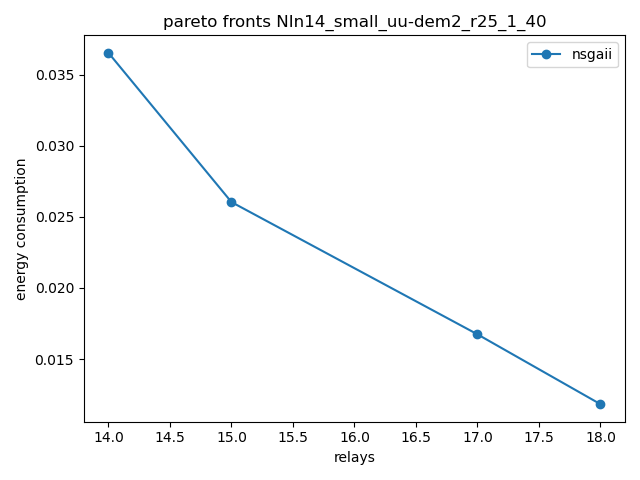 pareto fronts NIn14_small_uu-dem2_r25_1_40
nsgaii
energy consumption
0.035
0.030
0.025
0.020
0.015
14.0 14.5 15.0 15.5 16.0 16.5 17.0 17.5 18.0
relays